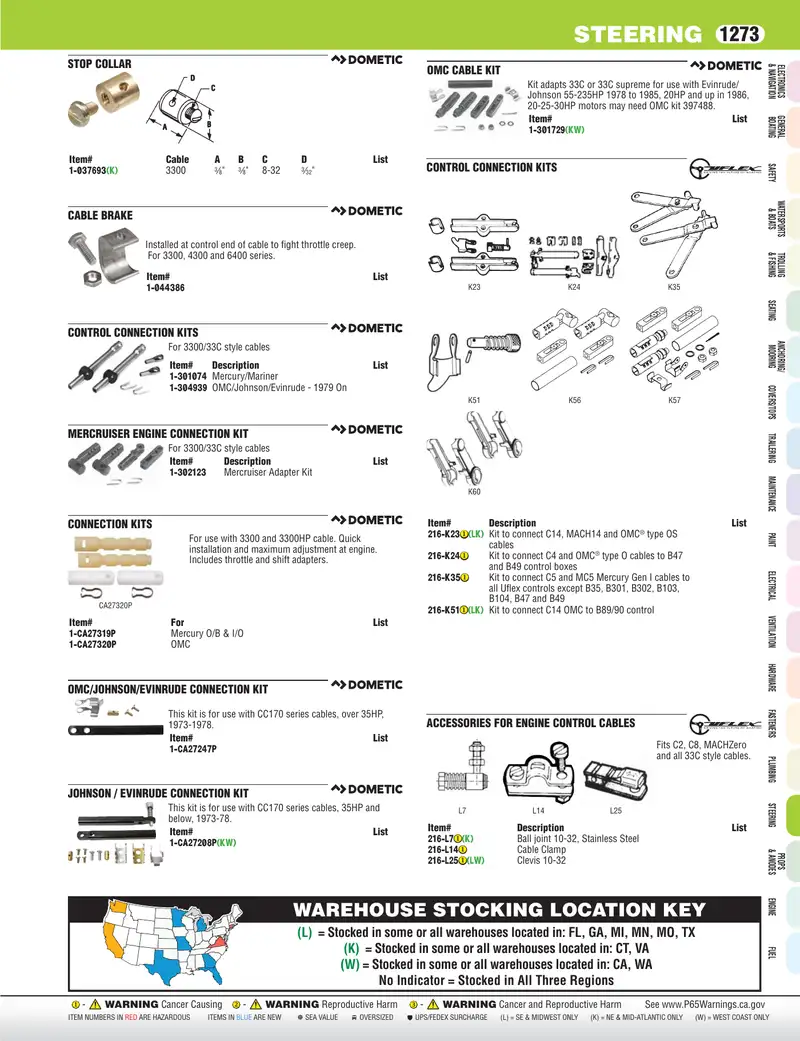 STEERING 1273
STOP COLLAR
DOMETIC
D
C
A
B
Item# Cable A B C D List
1-037693(K) 3300 3/8" 3/8" 8-32 3/32"
CABLE BRAKE
DOMETIC
Installed at control end of cable to fight throttle creep.
For 3300, 4300 and 6400 series.
Item# List
1-044386
CONTROL CONNECTION KITS
DOMETIC
For 3300/33C style cables
Item# Description List
1-301074 Mercury/Mariner
1-304939 OMC/Johnson/Evinrude - 1979 On
MERCRUISER ENGINE CONNECTION KIT
DOMETIC
For 3300/33C style cables
Item# Description List
1-302123 Mercruiser Adapter Kit
CONNECTION KITS
DOMETIC
For use with 3300 and 3300HP cable. Quick
installation and maximum adjustment at engine.
Includes throttle and shift adapters.
CA27320P
Item# For List
1-CA27319P Mercury O/B & I/O
1-CA27320P OMC
OMC/JOHNSON/EVINRUDE CONNECTION KIT
DOMETIC
This kit is for use with CC170 series cables, over 35HP,
1973-1978.
Item# List
1-CA27247P
JOHNSON / EVINRUDE CONNECTION KIT
DOMETIC
This kit is for use with CC170 series cables, 35HP and
below, 1973-78.
Item# List
1-CA27208P(KW)
OMC CABLE KIT
DOMETIC
Kit adapts 33C or 33C supreme for use with Evinrude/
Johnson 55-235HP 1978 to 1985, 20HP and up in 1986,
20-25-30HP motors may need OMC kit 397488.
Item# List
1-301729(KW)
CONTROL CONNECTION KITS
UFLEX
K23 K24 K35
K51 K56 K57
K60
Item# Description List
216-K23①(LK) Kit to connect C14, MACH14 and OMC® type OS
cables
216-K24① Kit to connect C4 and OMC® type O cables to B47
and B49 control boxes
216-K35① Kit to connect C5 and MC5 Mercury Gen I cables to
all Uflex controls except B35, B301, B302, B103,
B104, B47 and B49
216-K51①(LK) Kit to connect C14 OMC to B89/90 control
ACCESSORIES FOR ENGINE CONTROL CABLES
UFLEX
Fits C2, C8, MACHZero
and all 33C style cables.
L7 L14 L25
Item# Description List
216-L7①(K) Ball joint 10-32, Stainless Steel
216-L14① Cable Clamp
216-L25①(LW) Clevis 10-32
ELECTRONICS
& NAVIGATION
GENERAL
BOATING
SAFETY
WATERSPORTS
& BOATS
TROLLING
& FISHING
SEATING
ANCHORING/
MOORING
COVERS/TOPS
TRAILERING
MAINTENANCE
PAINT
ELECTRICAL
VENTILATION
HARDWARE
FASTENERS
PLUMBING
STEERING
PROPS
& ANODES
ENGINE
FUEL
WAREHOUSE STOCKING LOCATION KEY
(L) = Stocked in some or all warehouses located in: FL, GA, MI, MN, MO, TX
(K) = Stocked in some or all warehouses located in: CT, VA
(W) = Stocked in some or all warehouses located in: CA, WA
No Indicator = Stocked in All Three Regions
① - WARNING Cancer Causing ② - WARNING Reproductive Harm ③ - WARNING Cancer and Reproductive Harm See www.P65Warnings.ca.gov
ITEM NUMBERS IN RED ARE HAZARDOUS ITEMS IN BLUE ARE NEW SEA VALUE OVERSIZED UPS/FEDEX SURCHARGE (L) = SE & MIDWEST ONLY (K) = NE & MID-ATLANTIC ONLY (W) = WEST COAST ONLY